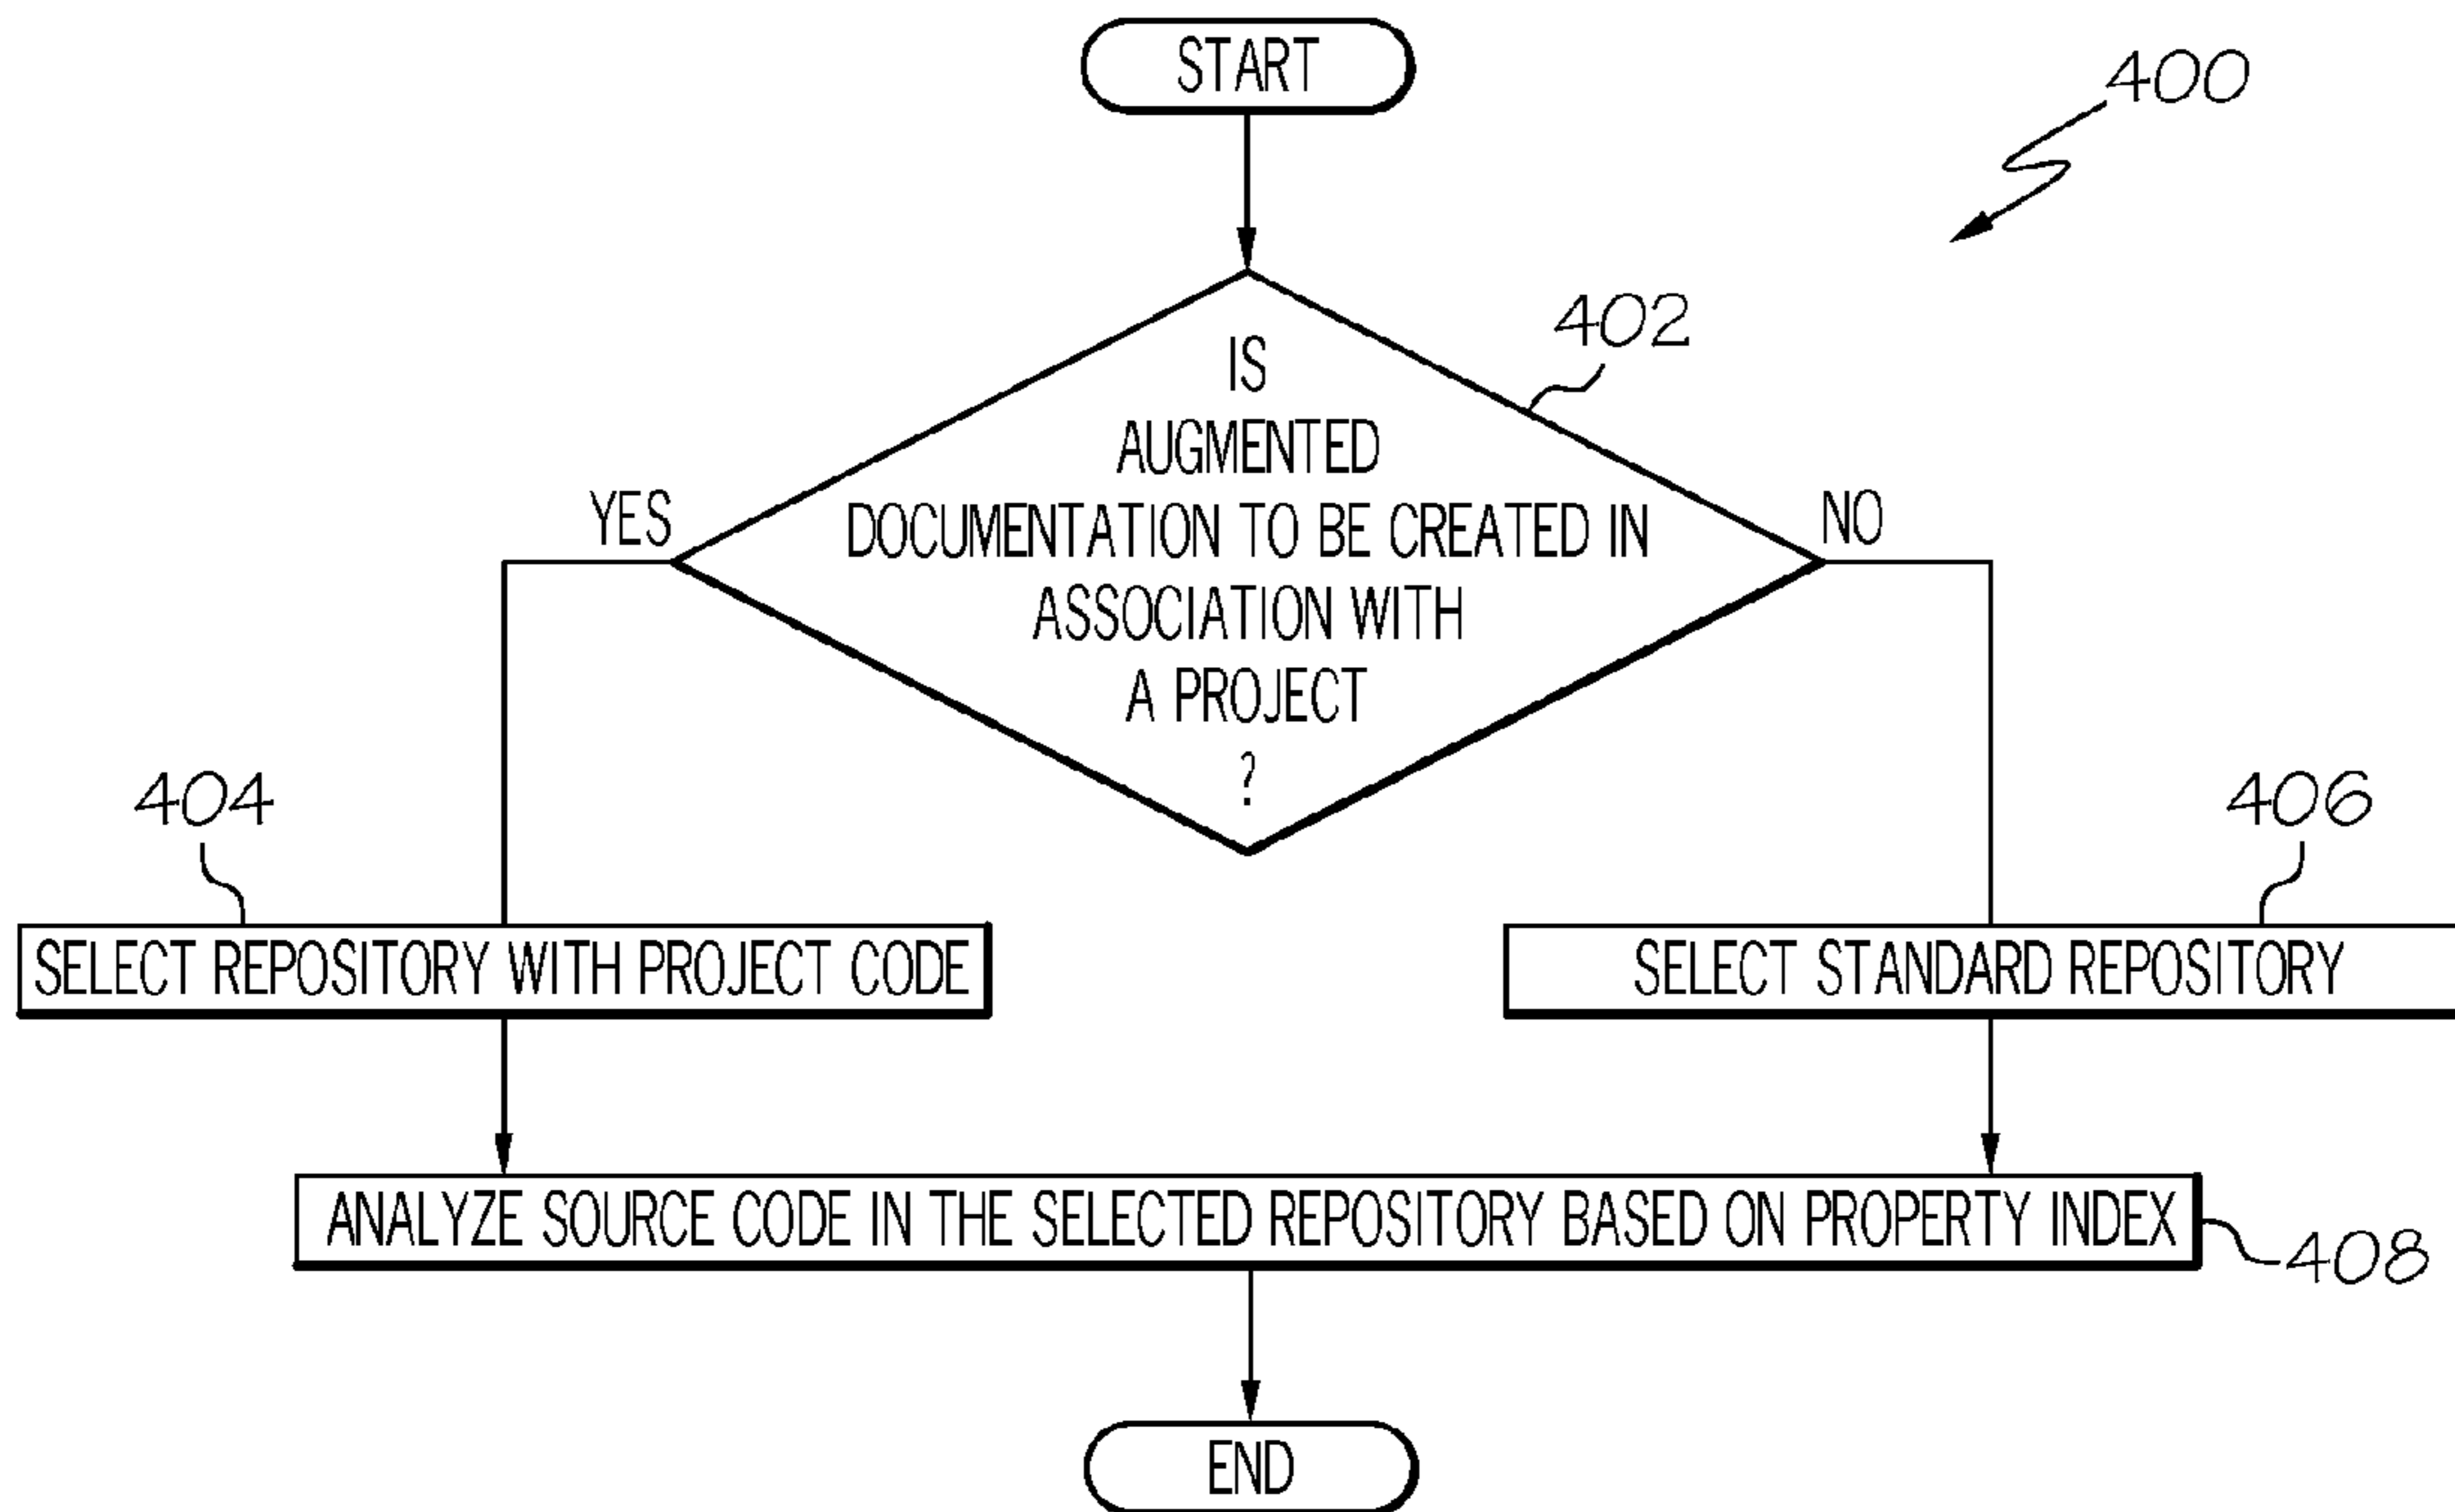 START
400
402
IS
AUGMENTED
DOCUMENTATION TO BE CREATED IN
ASSOCIATION WITH
A PROJECT
?
YES
NO
404
406
SELECT REPOSITORY WITH PROJECT CODE
SELECT STANDARD REPOSITORY
ANALYZE SOURCE CODE IN THE SELECTED REPOSITORY BASED ON PROPERTY INDEX
408
END